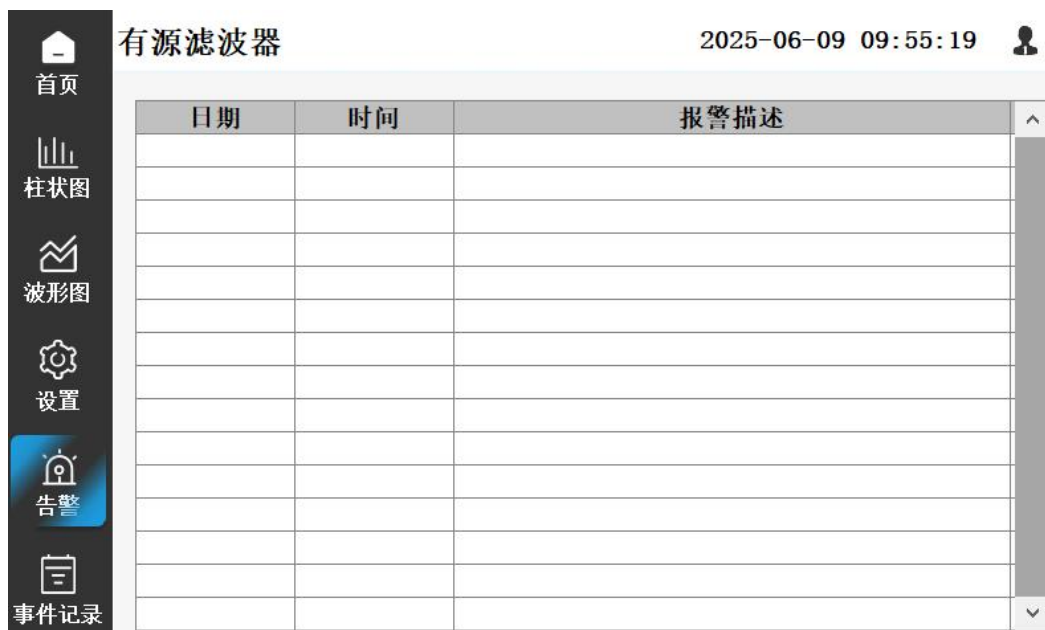 有源滤波器 2025-06-09 09:55:19
首页
柱状图
波形图
设置
告警
事件记录
日期 时间 报警描述